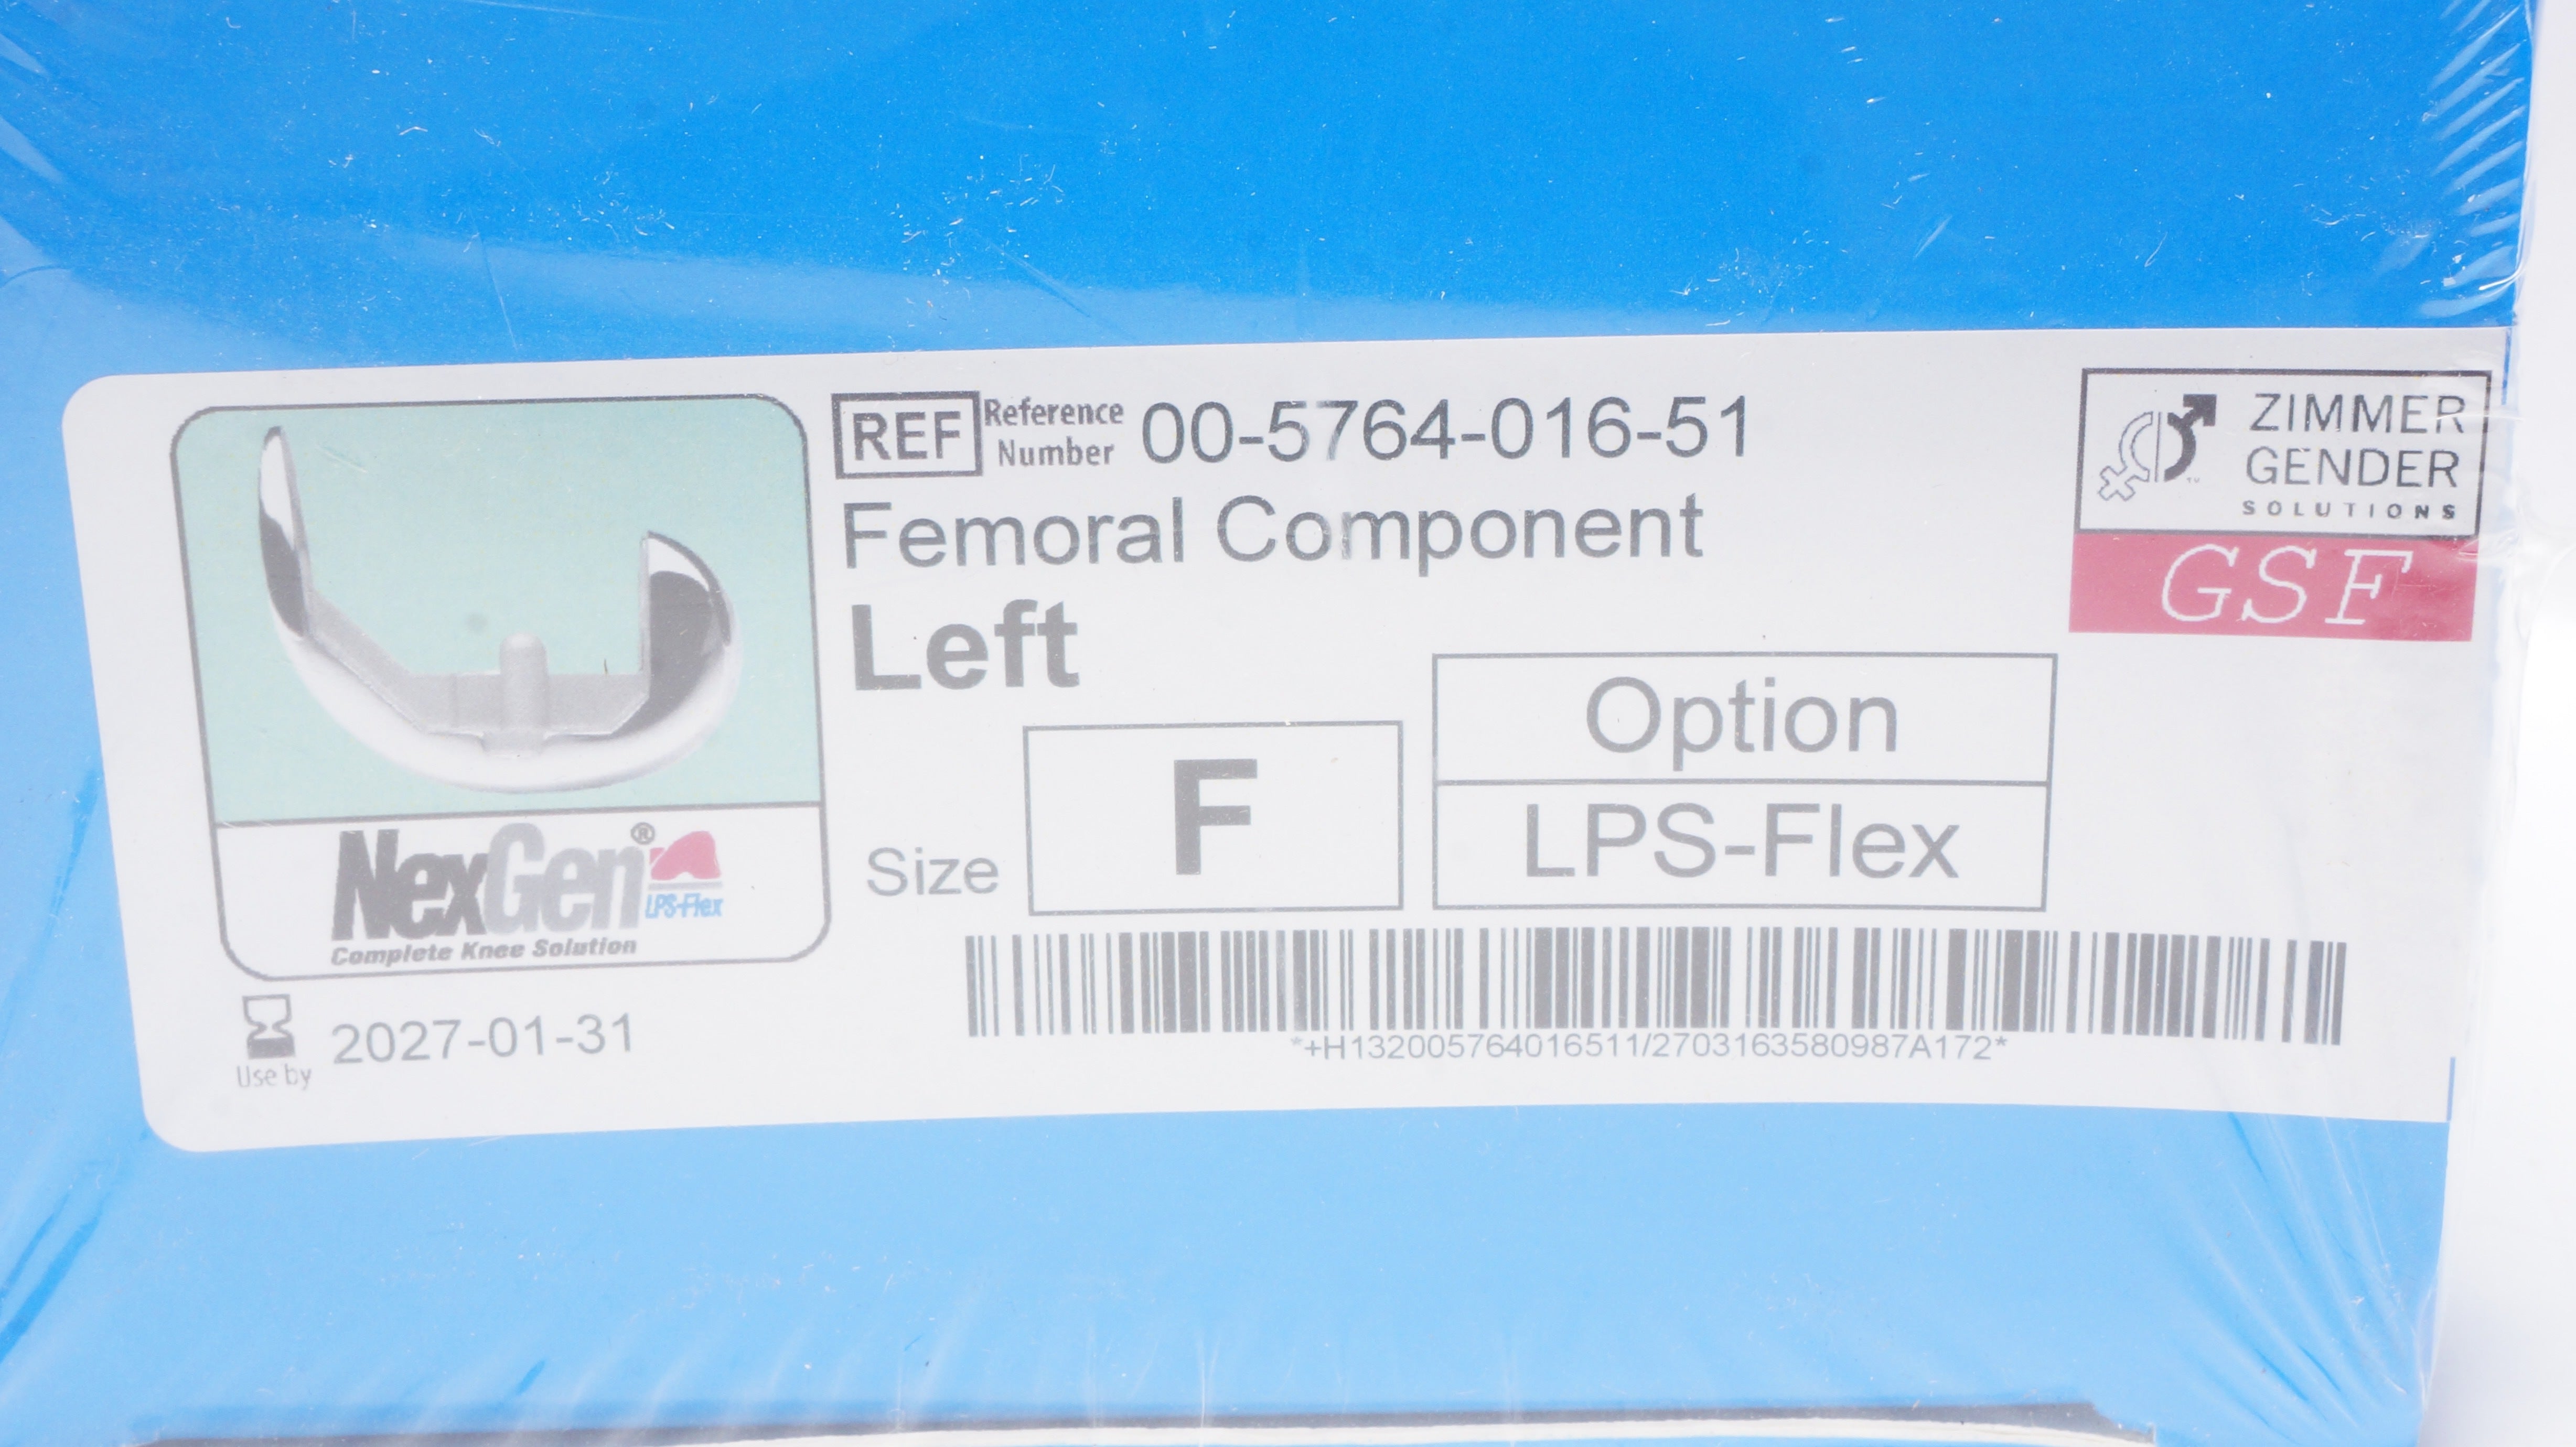 REF Reference Number 00-5764-016-51
Femoral Component
Left
ZIMMER
GENDER
SOLUTIONS
GSF
Size F
Option
LPS-Flex
NexGen®
LPS-Flex
Complete Knee Solution
Use by 2027-01-31
*+H132005764016511/2703163580987A172*